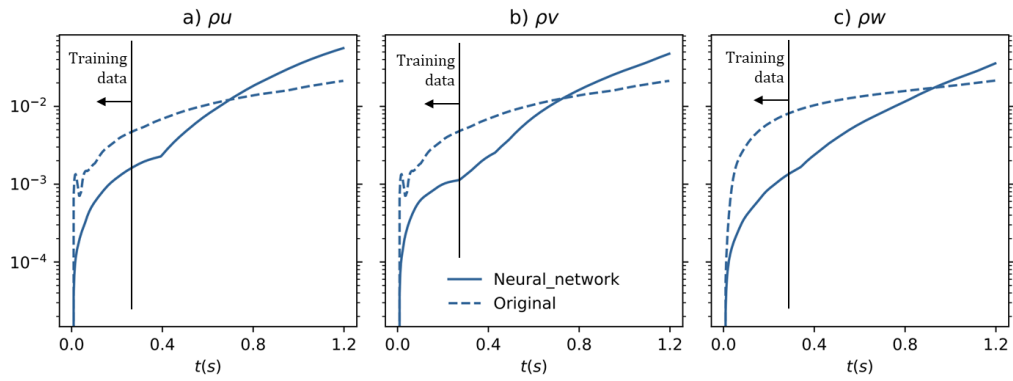 a) ρu
b) ρv
c) ρw
Training
data
Training
data
Training
data
10⁻²
10⁻³
10⁻⁴
Neural_network
Original
0.0 0.4 0.8 1.2
0.0 0.4 0.8 1.2
0.0 0.4 0.8 1.2
t(s)
t(s)
t(s)